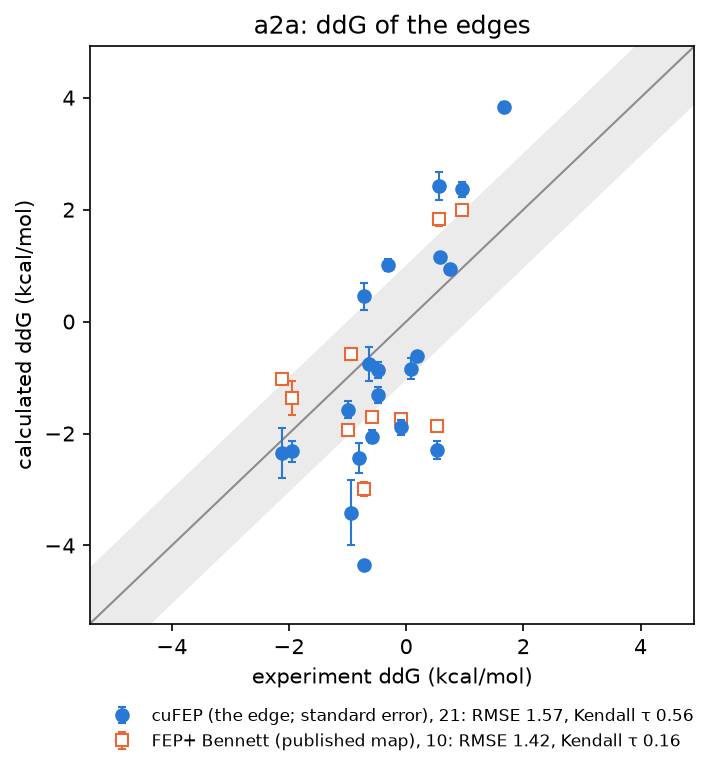 a2a: ddG of the edges
calculated ddG (kcal/mol)
4
2
0
−2
−4
−4
−2
0
2
4
experiment ddG (kcal/mol)
cuFEP (the edge; standard error), 21: RMSE 1.57, Kendall τ 0.56
FEP+ Bennett (published map), 10: RMSE 1.42, Kendall τ 0.16